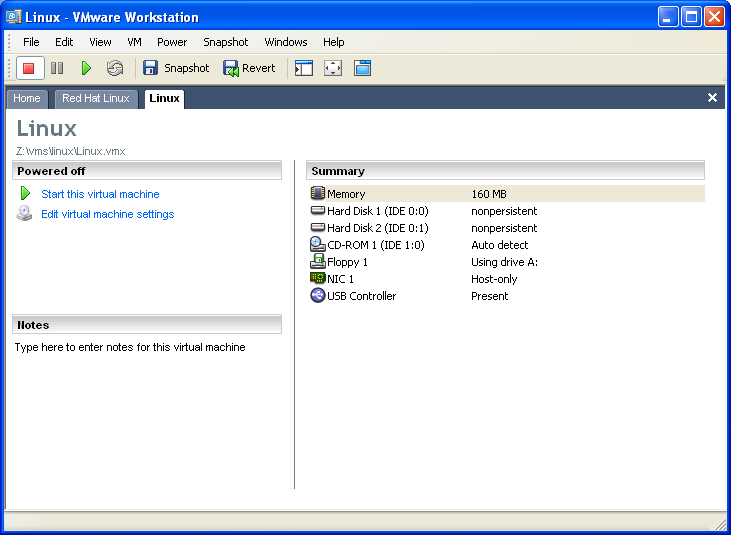 Linux - VMware Workstation
File Edit View VM Power Snapshot Windows Help
Snapshot Revert
Home Red Hat Linux Linux
Linux
Z:\vms\linux\Linux.vmx
Powered off
Start this virtual machine
Edit virtual machine settings
Notes
Type here to enter notes for this virtual machine
Summary
Memory 160 MB
Hard Disk 1 (IDE 0:0) nonpersistent
Hard Disk 2 (IDE 0:1) nonpersistent
CD-ROM 1 (IDE 1:0) Auto detect
Floppy 1 Using drive A:
NIC 1 Host-only
USB Controller Present